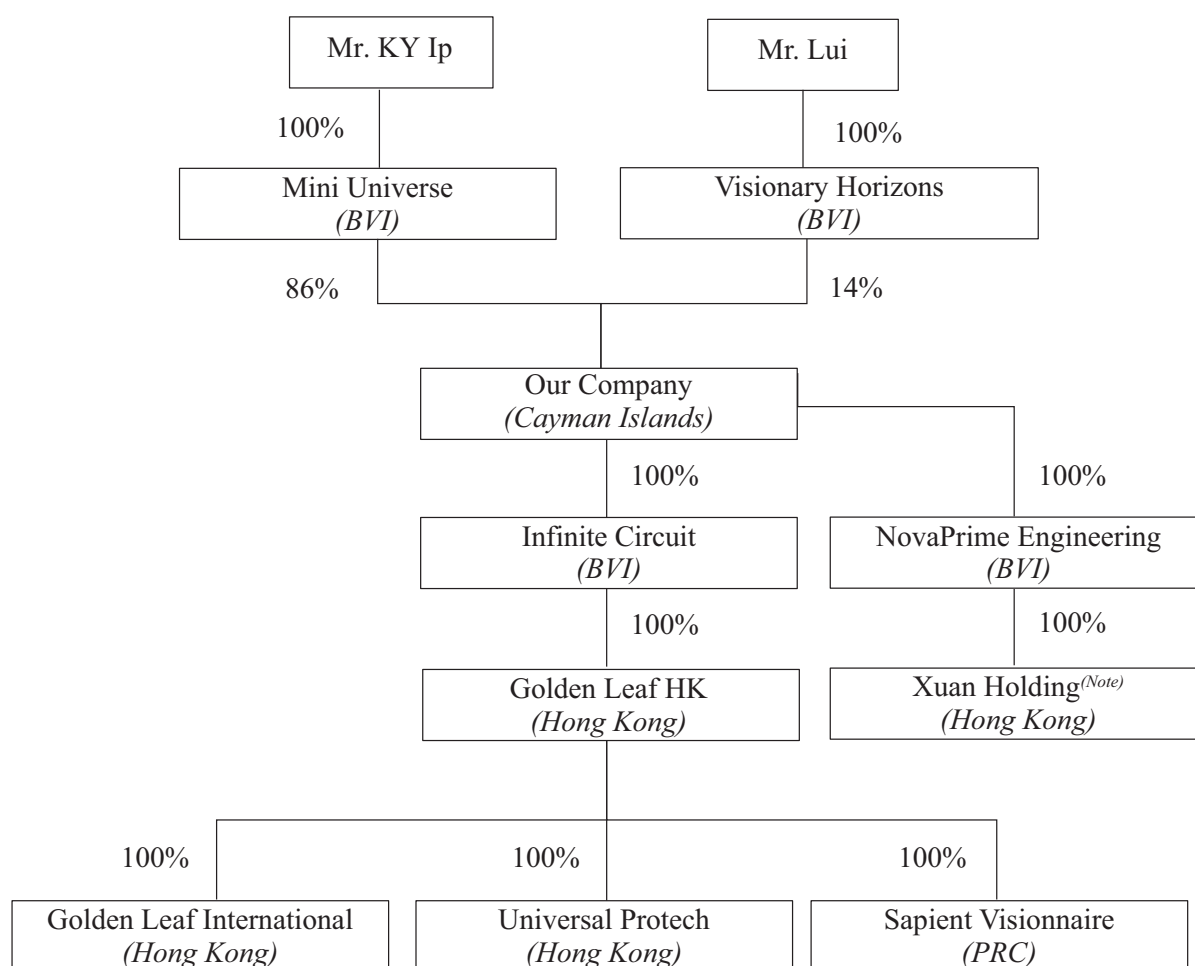 Mr. KY Ip
Mr. Lui
100%
100%
Mini Universe
(BVI)
Visionary Horizons
(BVI)
86%
14%
Our Company
(Cayman Islands)
100%
100%
Infinite Circuit
(BVI)
NovaPrime Engineering
(BVI)
100%
100%
Golden Leaf HK
(Hong Kong)
Xuan Holding(Note)
(Hong Kong)
100%
100%
100%
Golden Leaf International
(Hong Kong)
Universal Protech
(Hong Kong)
Sapient Visionnaire
(PRC)